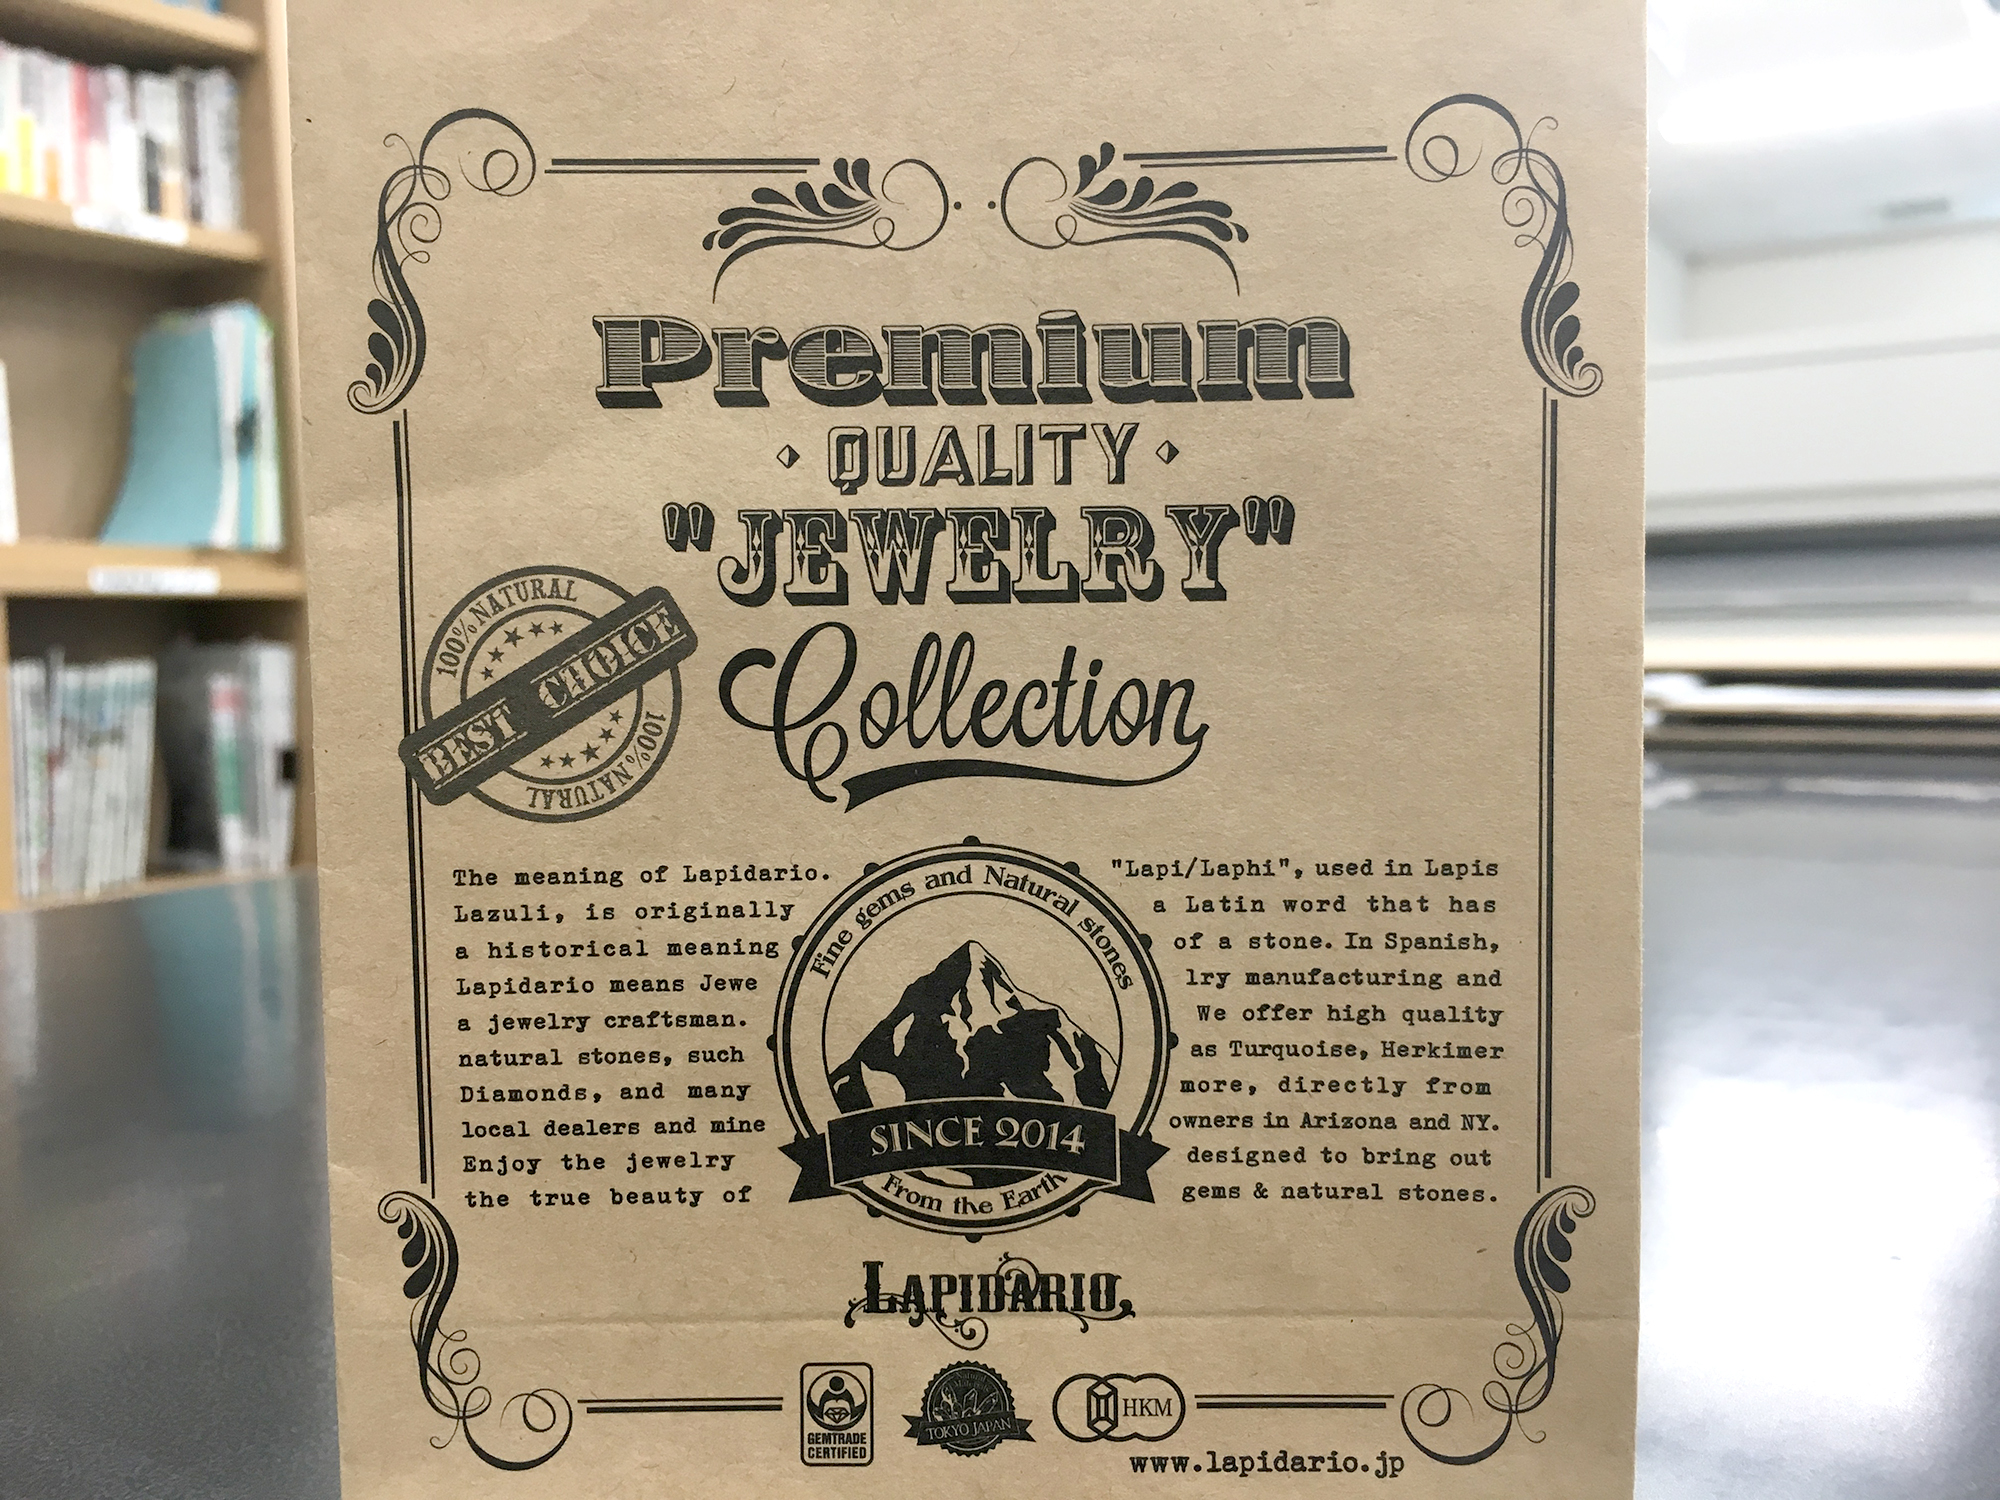 Premium
QUALITY
"JEWELRY"
Collection
100% NATURAL
BEST CHOICE
100% NATURAL
The meaning of Lapidario. "Lapi/Laphi", used in Lapis
Lazuli, is originally a Latin word that has
a historical meaning of a stone. In Spanish,
Lapidario means Jewe lry manufacturing and
a jewelry craftsman. We offer high quality
natural stones, such as Turquoise, Herkimer
Diamonds, and many more, directly from
local dealers and mine owners in Arizona and NY.
Enjoy the jewelry designed to bring out
the true beauty of gems & natural stones.
Fine gems and Natural stones
SINCE 2014
From the Earth
LAPIDARIO
GEMTRADE
CERTIFIED
Natural
TOKYO JAPAN
HKM
www.lapidario.jp